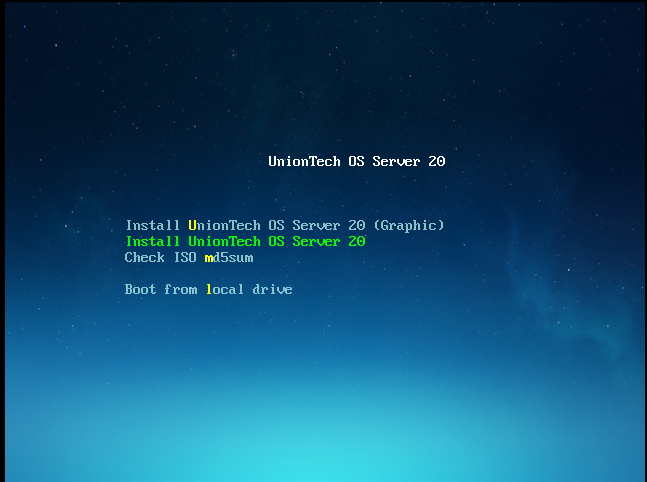 UnionTech OS Server 20
Install UnionTech OS Server 20 (Graphic)
Install UnionTech OS Server 20
Check ISO md5sum
Boot from local drive